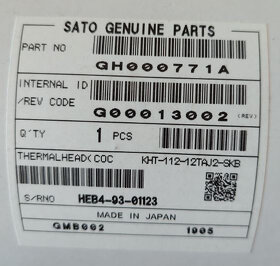 SATO GENUINE PARTS
PART NO GH000771A
INTERNAL ID
/REV CODE G00013002 (REV)
Q'TY 1 PCS
THERMALHEAD<COC KHT-112-12TAJ2-SKB
S/RNO HEB4-93-01123
MADE IN JAPAN
GMB002 1905